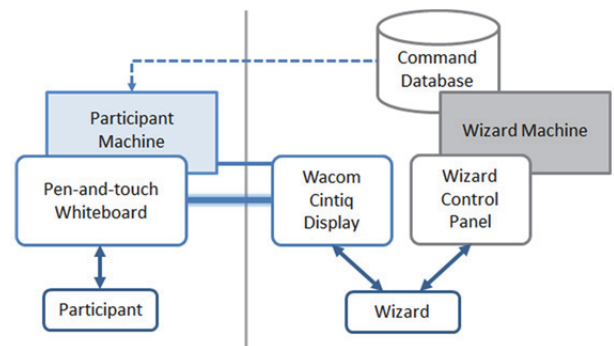 Command
Database
Participant
Machine
Wizard Machine
Pen-and-touch
Whiteboard
Wacom
Cintiq
Display
Wizard
Control
Panel
Participant
Wizard